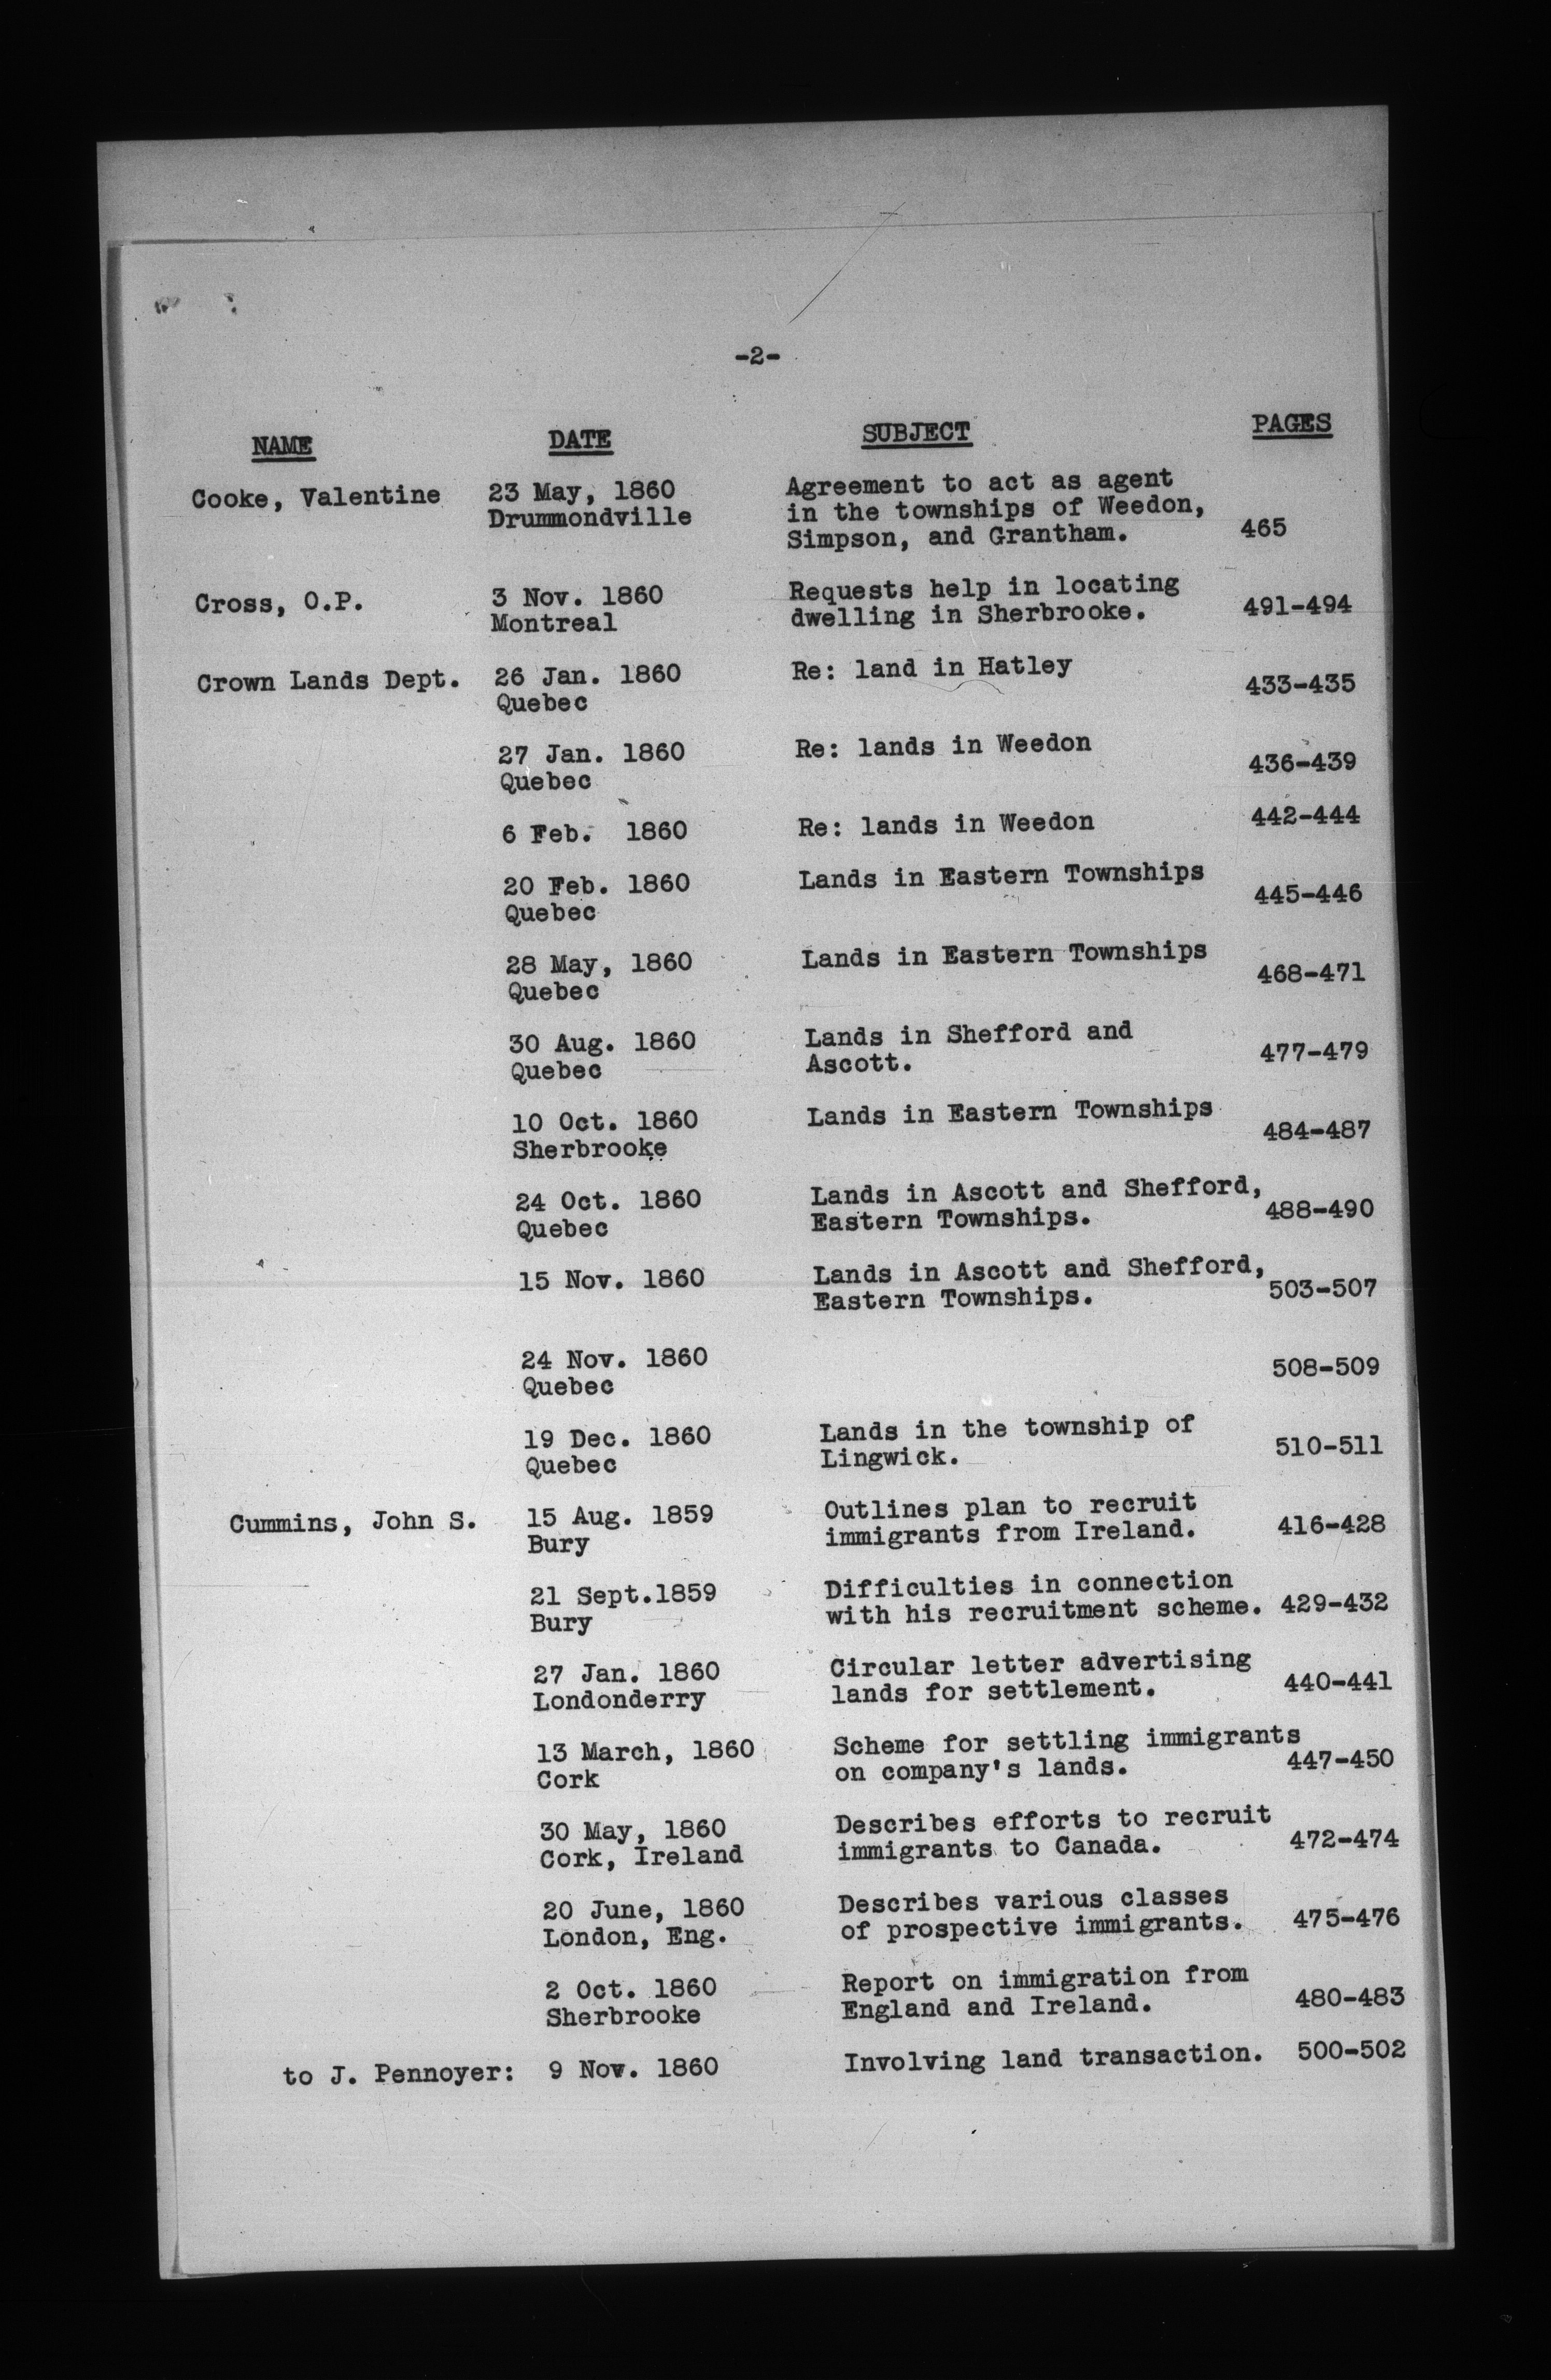 -2-
NAME DATE SUBJECT PAGES
Cooke, Valentine 23 May, 1860 Agreement to act as agent
Drummondville in the townships of Weedon,
Simpson, and Grantham. 465
Cross, O.P. 3 Nov. 1860 Requests help in locating
Montreal dwelling in Sherbrooke. 491-494
Crown Lands Dept. 26 Jan. 1860 Re: land in Hatley
Quebec 433-435
27 Jan. 1860 Re: lands in Weedon
Quebec 436-439
6 Feb. 1860 Re: lands in Weedon 442-444
20 Feb. 1860 Lands in Eastern Townships
Quebec 445-446
28 May, 1860 Lands in Eastern Townships
Quebec 468-471
30 Aug. 1860 Lands in Shefford and
Quebec Ascott. 477-479
10 Oct. 1860 Lands in Eastern Townships
Sherbrooke 484-487
24 Oct. 1860 Lands in Ascott and Shefford,
Quebec Eastern Townships. 488-490
15 Nov. 1860 Lands in Ascott and Shefford,
Eastern Townships. 503-507
24 Nov. 1860 508-509
Quebec
19 Dec. 1860 Lands in the township of
Quebec Lingwick. 510-511
Cummins, John S. 15 Aug. 1859 Outlines plan to recruit
Bury immigrants from Ireland. 416-428
21 Sept.1859 Difficulties in connection
Bury with his recruitment scheme. 429-432
27 Jan. 1860 Circular letter advertising
Londonderry lands for settlement. 440-441
13 March, 1860 Scheme for settling immigrants
Cork on company's lands. 447-450
30 May, 1860 Describes efforts to recruit
Cork, Ireland immigrants to Canada. 472-474
20 June, 1860 Describes various classes
London, Eng. of prospective immigrants. 475-476
2 Oct. 1860 Report on immigration from
Sherbrooke England and Ireland. 480-483
to J. Pennoyer: 9 Nov. 1860 Involving land transaction. 500-502